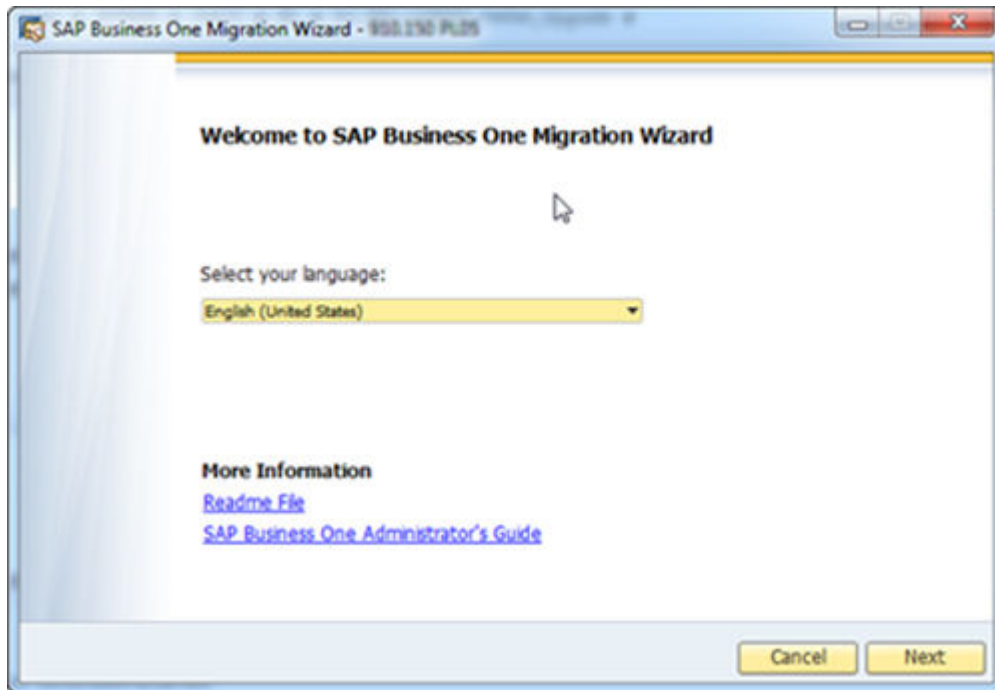 SAP Business One Migration Wizard -
Welcome to SAP Business One Migration Wizard
Select your language:
English (United States)
More Information
Readme File
SAP Business One Administrator's Guide
Cancel
Next